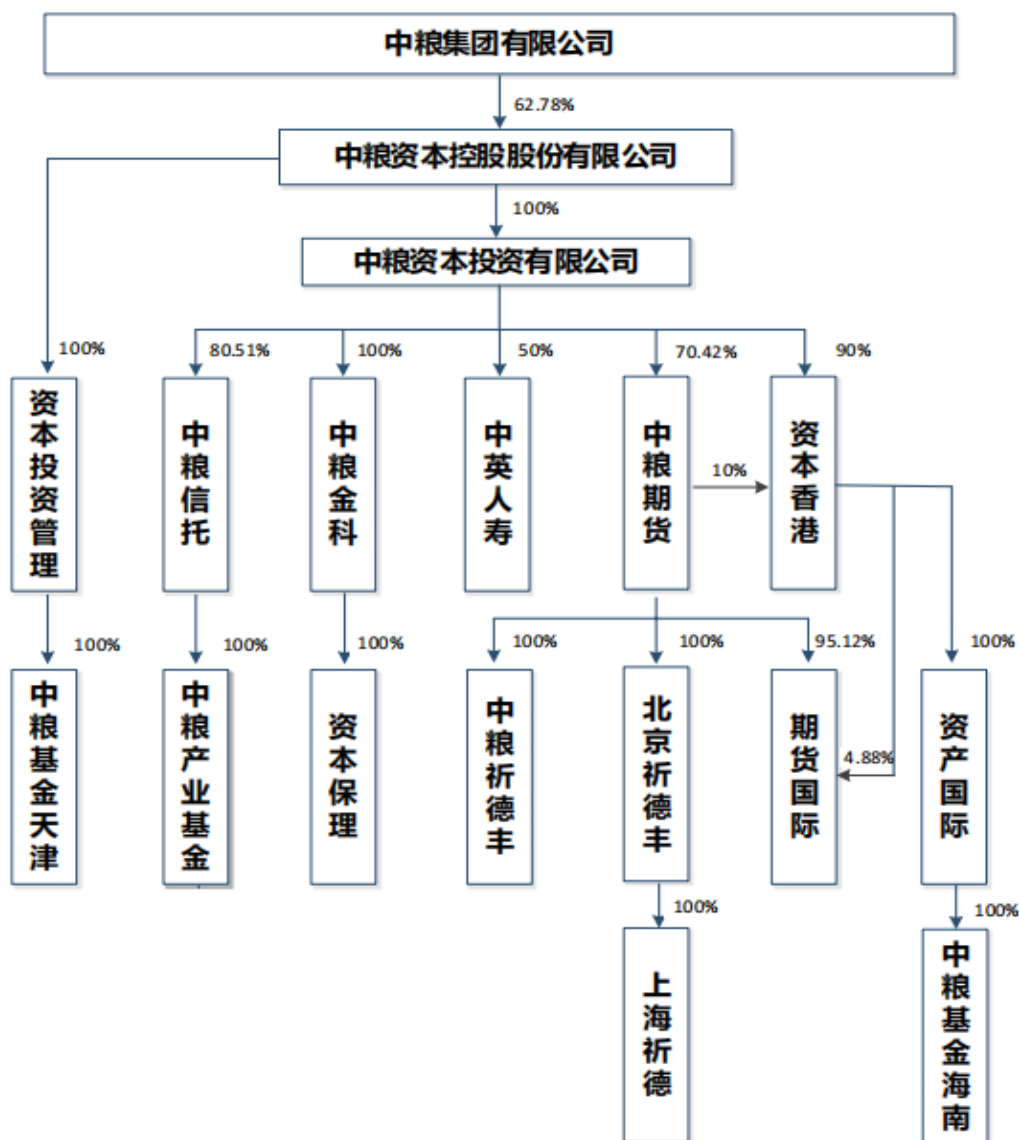 中粮集团有限公司
62.78%
中粮资本控股股份有限公司
100%
中粮资本投资有限公司
100%
80.51%
100%
50%
70.42%
90%
资本投资管理
中粮信托
中粮金科
中英人寿
中粮期货
10%
资本香港
100%
100%
100%
100%
100%
95.12%
100%
中粮基金天津
中粮产业基金
资本保理
中粮祈德丰
北京祈德丰
期货国际
4.88%
资产国际
100%
100%
上海祈德
中粮基金海南